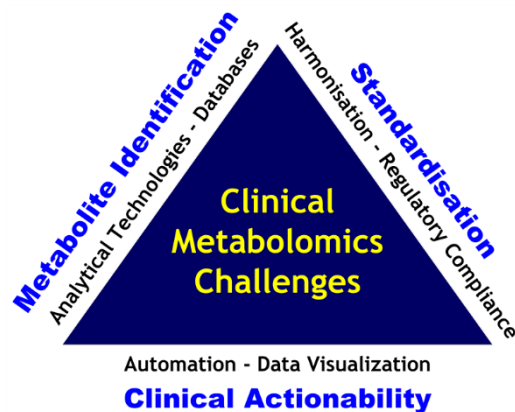 Metabolite Identification
Analytical Technologies - Databases
Standardisation
Harmonisation - Regulatory Compliance
Clinical
Metabolomics
Challenges
Automation - Data Visualization
Clinical Actionability